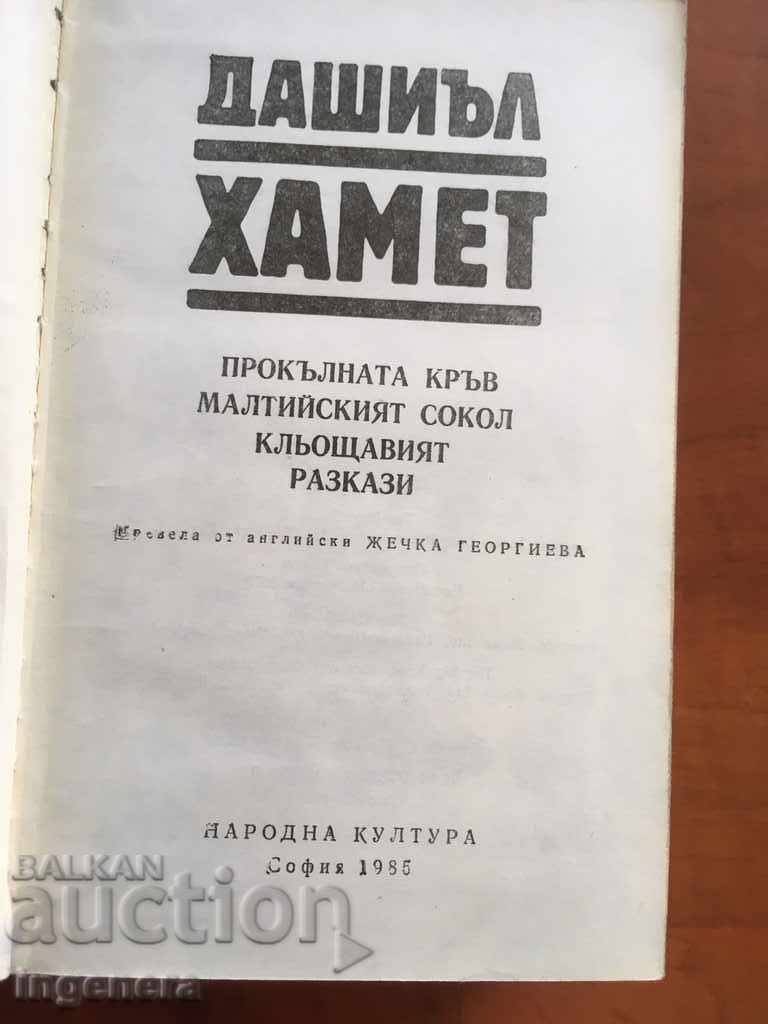 ДАШИЪЛ
ХАМЕТ
ПРОКЪЛНАТА КРЪВ
МАЛТИЙСКИЯТ СОКОЛ
КЛЬОЩАВИЯТ
РАЗКАЗИ
Превела от английски ЖЕЧКА ГЕОРГИЕВА
НАРОДНА КУЛТУРА
София 1985
BALKAN
auction
ingenera